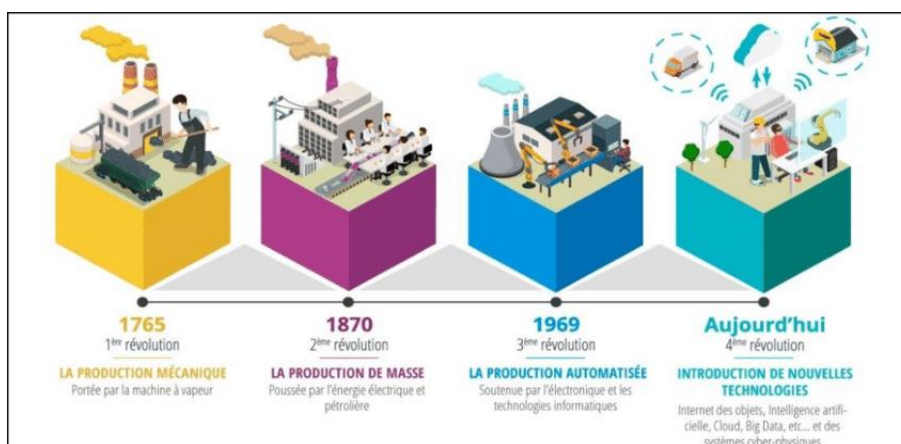 1765
1ère révolution
LA PRODUCTION MÉCANIQUE
Portée par la machine à vapeur
1870
2ème révolution
LA PRODUCTION DE MASSE
Poussée par l'énergie électrique et
pétrolière
1969
3ème révolution
LA PRODUCTION AUTOMATISÉE
Soutenue par l'électronique et les
technologies informatiques
Aujourd'hui
4ème révolution
INTRODUCTION DE NOUVELLES
TECHNOLOGIES
Internet des objets, Intelligence artifi-
cielle, Cloud, Big Data, etc... et des
systèmes cyber-physiques